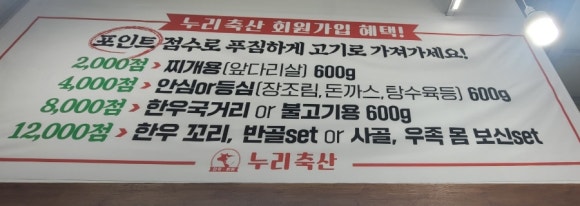 누리축산 회원가입 혜택!
포인트 점수로 푸짐하게 고기로 가져가세요!
2,000점 > 찌개용(앞다리살) 600g
4,000점 > 안심or등심(장조림,돈까스,탕수육등) 600g
8,000점 > 한우국거리 or 불고기용 600g
12,000점 > 한우 꼬리, 반골set or 사골, 우족 몸 보신set
누리축산